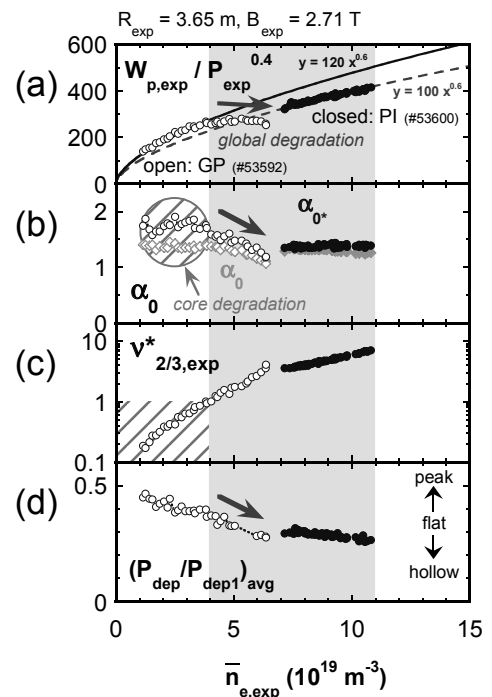 R_exp = 3.65 m, B_exp = 2.71 T
(a)
600
400
200
0
W_p,exp / P_exp^0.4
y = 120 x^0.6
y = 100 x^0.6
closed: PI (#53600)
global degradation
open: GP (#53592)
(b)
2
1
0
α_0*
α_0
α_0
core degradation
(c)
10
1
0.1
ν*_2/3,exp
(d)
0.5
0
peak
flat
hollow
(P_dep/P_dep1)_avg
0 5 10 15
n̅_e,exp (10^19 m^-3)